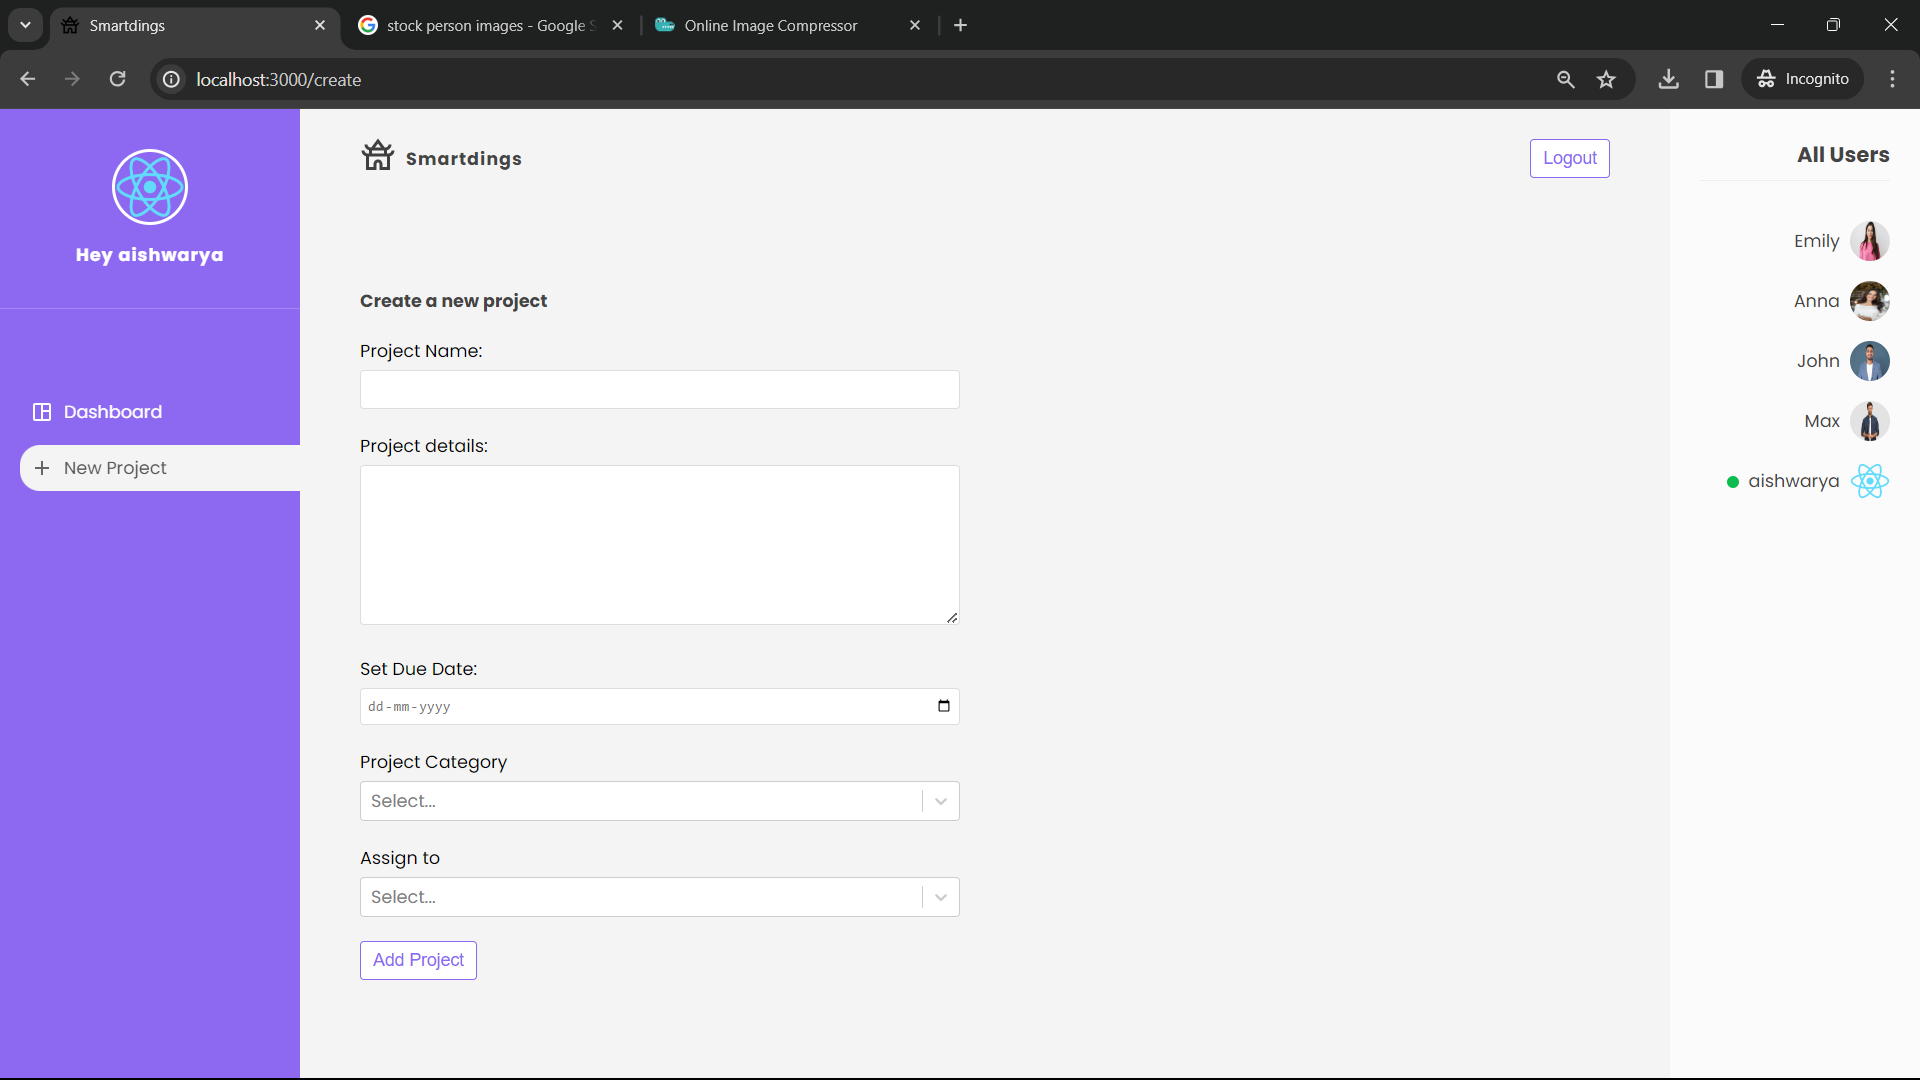 Smartdings
stock person images - Google S
Online Image Compressor
localhost:3000/create
Incognito
Hey aishwarya
Dashboard
New Project
Smartdings
Logout
Create a new project
Project Name:
Project details:
Set Due Date:
dd-mm-yyyy
Project Category
Select...
Assign to
Select...
Add Project
All Users
Emily
Anna
John
Max
aishwarya